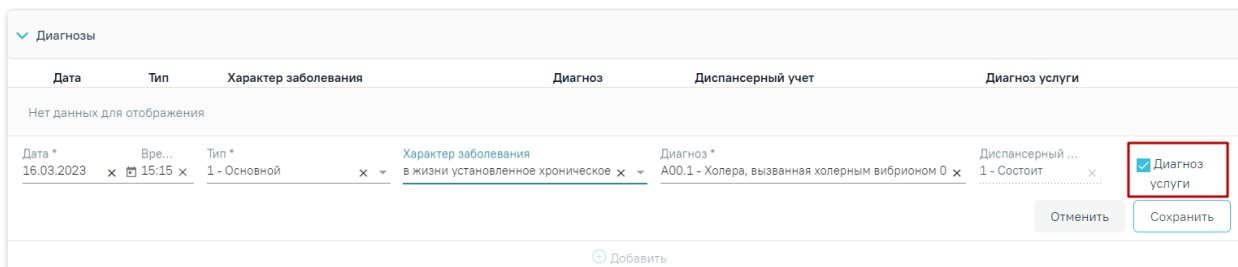 Диагнозы
Дата Тип Характер заболевания Диагноз Диспансерный учет Диагноз услуги
Нет данных для отображения
Дата * Вре... Тип * Характер заболевания Диагноз * Диспансерный ...
16.03.2023 15:15 1 - Основной в жизни установленное хроническое A00.1 - Холера, вызванная холерным вибрионом 0 1 - Состоит
Диагноз
услуги
Отменить Сохранить
Добавить